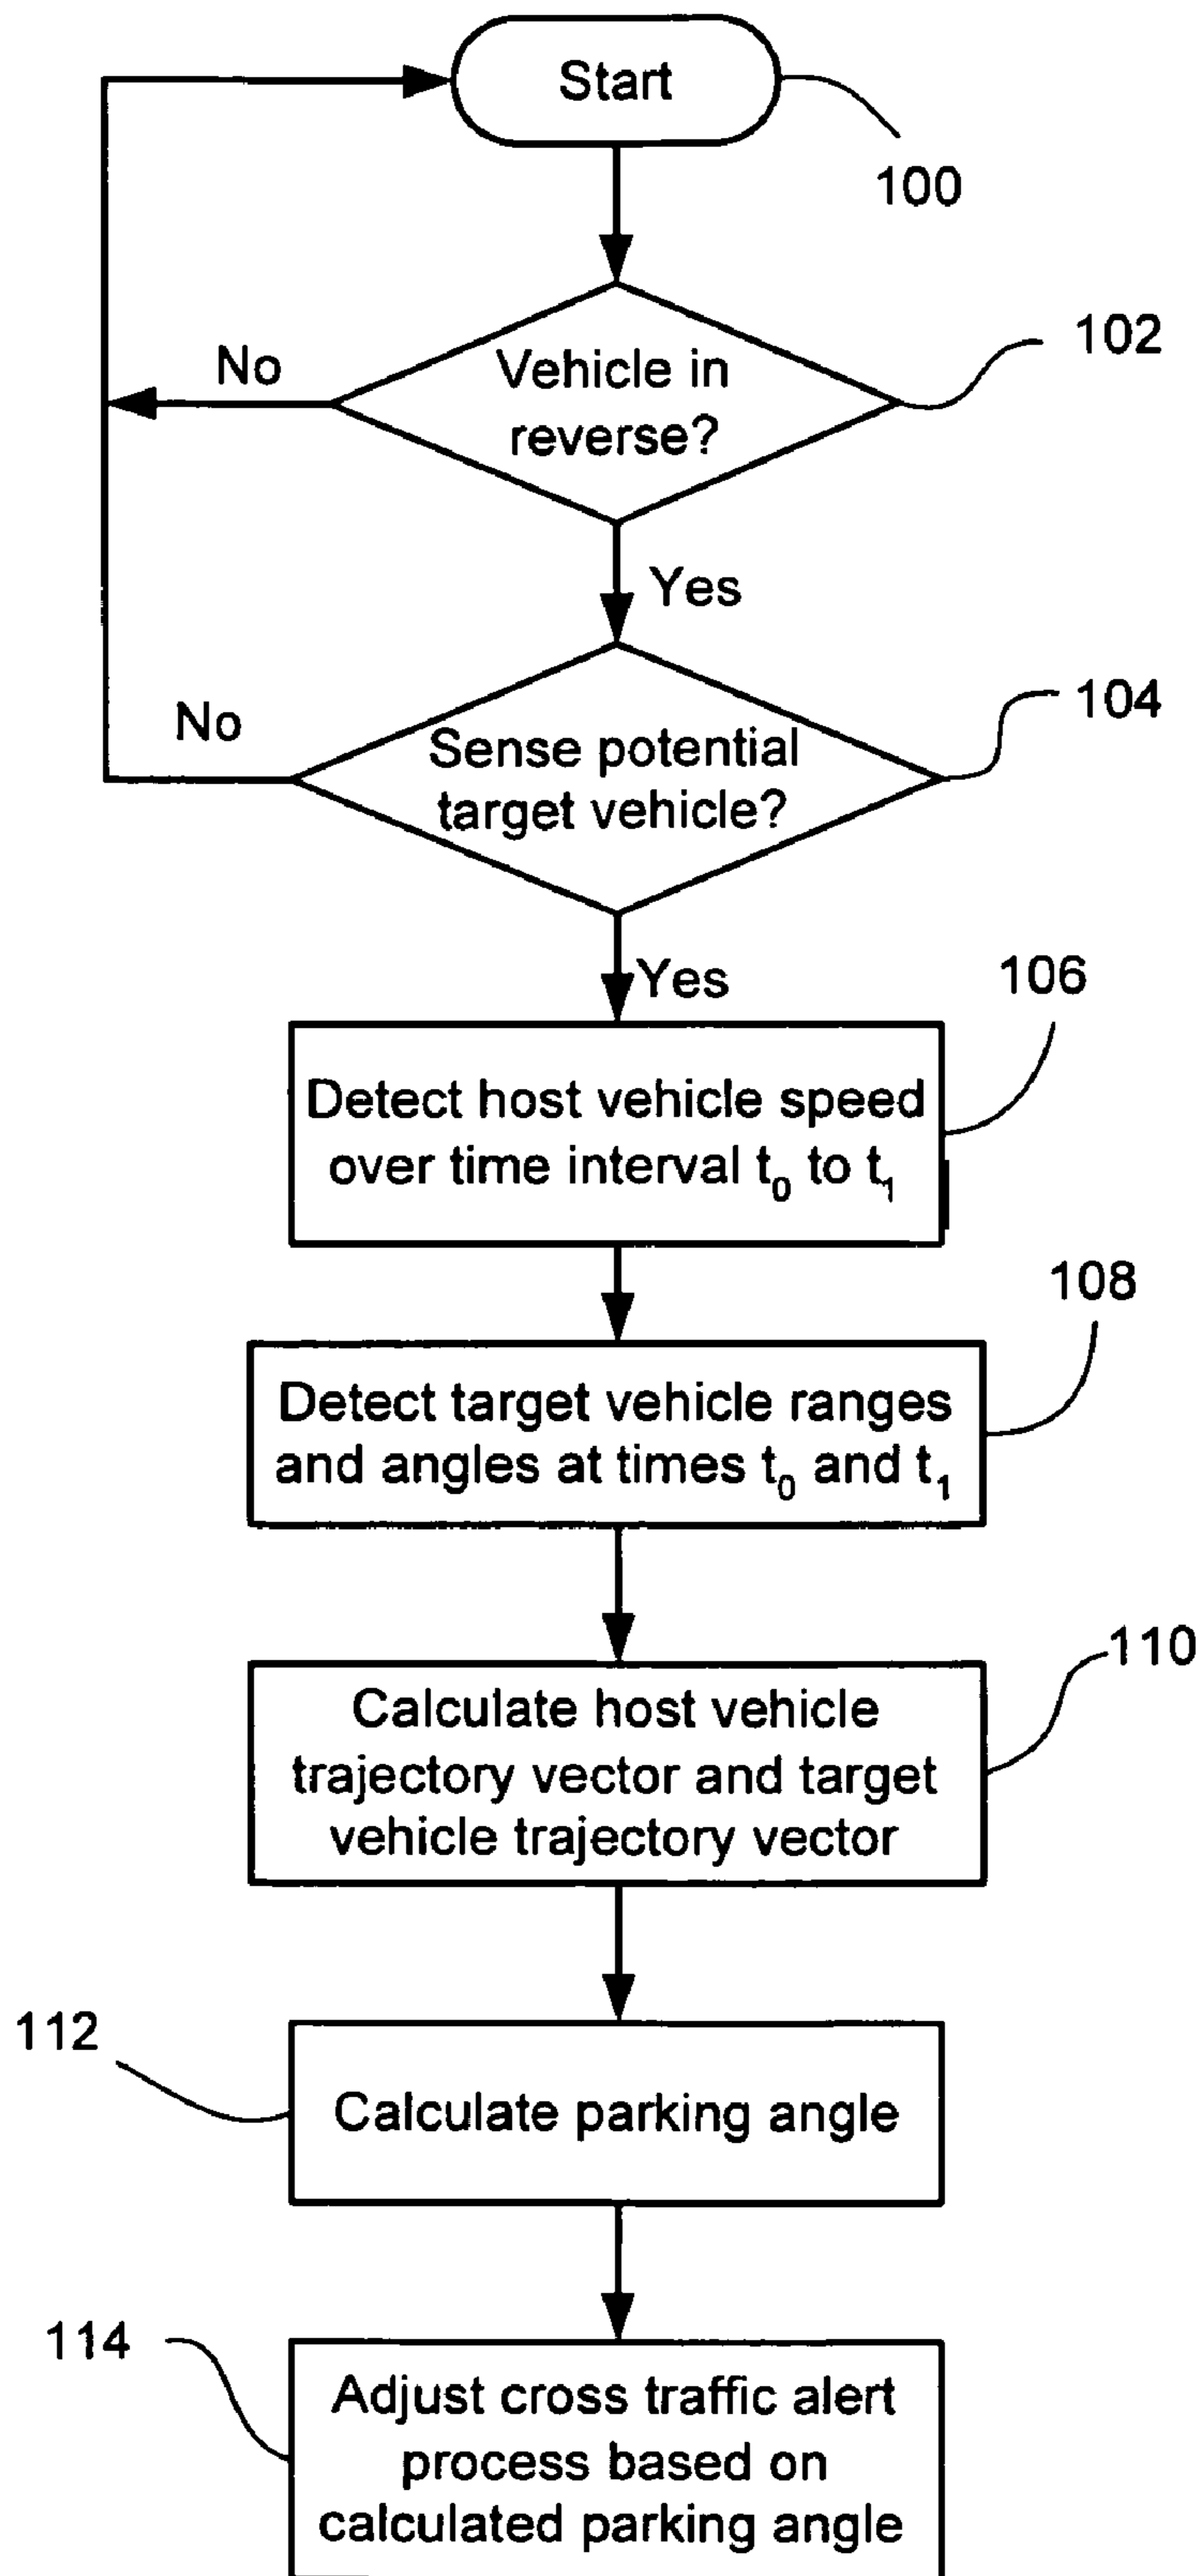 Start
100
Vehicle in
reverse?
102
No
Yes
Sense potential
target vehicle?
104
No
Yes
106
Detect host vehicle speed
over time interval t0 to t1
108
Detect target vehicle ranges
and angles at times t0 and t1
110
Calculate host vehicle
trajectory vector and target
vehicle trajectory vector
112
Calculate parking angle
114
Adjust cross traffic alert
process based on
calculated parking angle